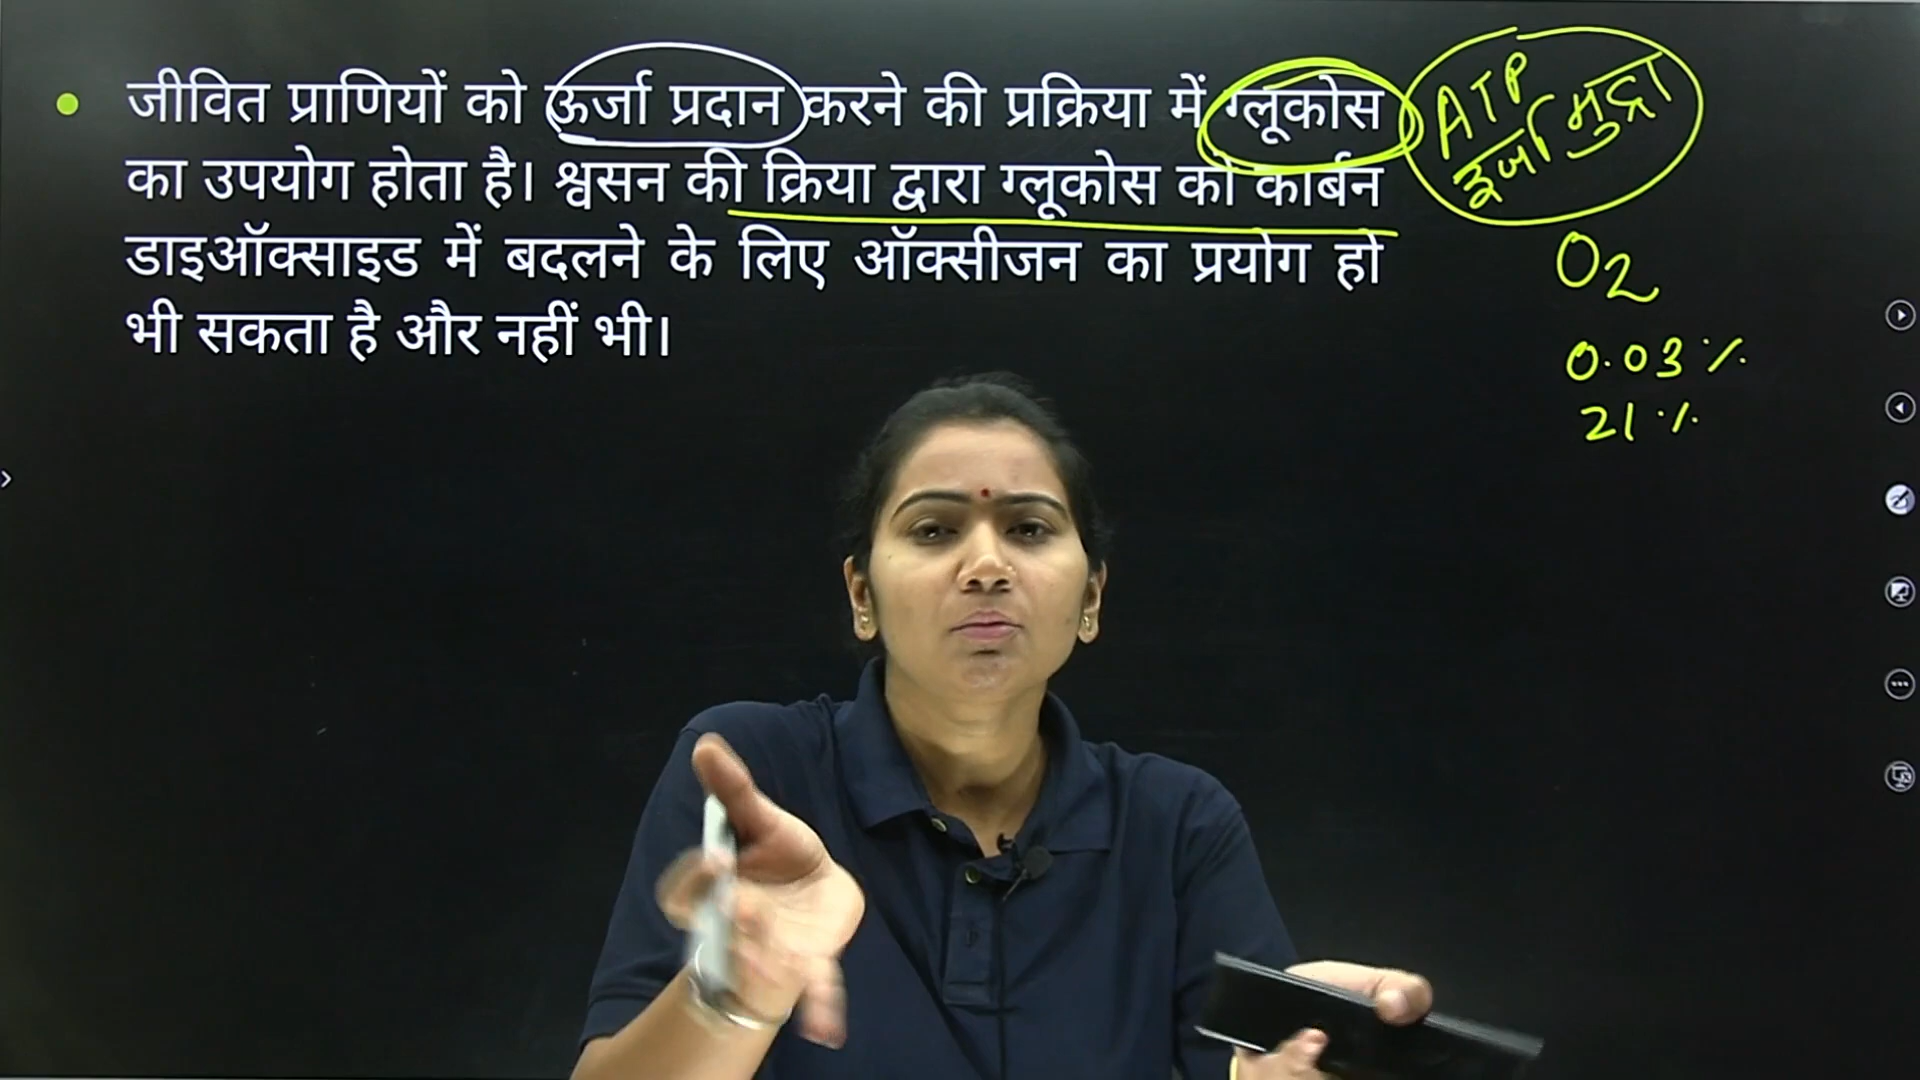 जीवित प्राणियों को ऊर्जा प्रदान करने की प्रक्रिया में ग्लूकोस
का उपयोग होता है। श्वसन की क्रिया द्वारा ग्लूकोस को कार्बन
डाइऑक्साइड में बदलने के लिए ऑक्सीजन का प्रयोग हो
भी सकता है और नहीं भी।
ATP
ऊर्जा मुद्रा
O2
0.03%
21%